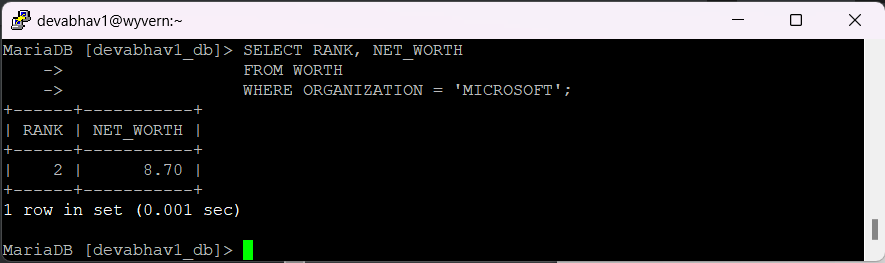 devabhav1@wyvern:~
MariaDB [devabhav1_db]> SELECT RANK, NET_WORTH
    ->                  FROM WORTH
    ->                  WHERE ORGANIZATION = 'MICROSOFT';
+------+-----------+
| RANK | NET_WORTH |
+------+-----------+
|    2 |      8.70 |
+------+-----------+
1 row in set (0.001 sec)
MariaDB [devabhav1_db]>